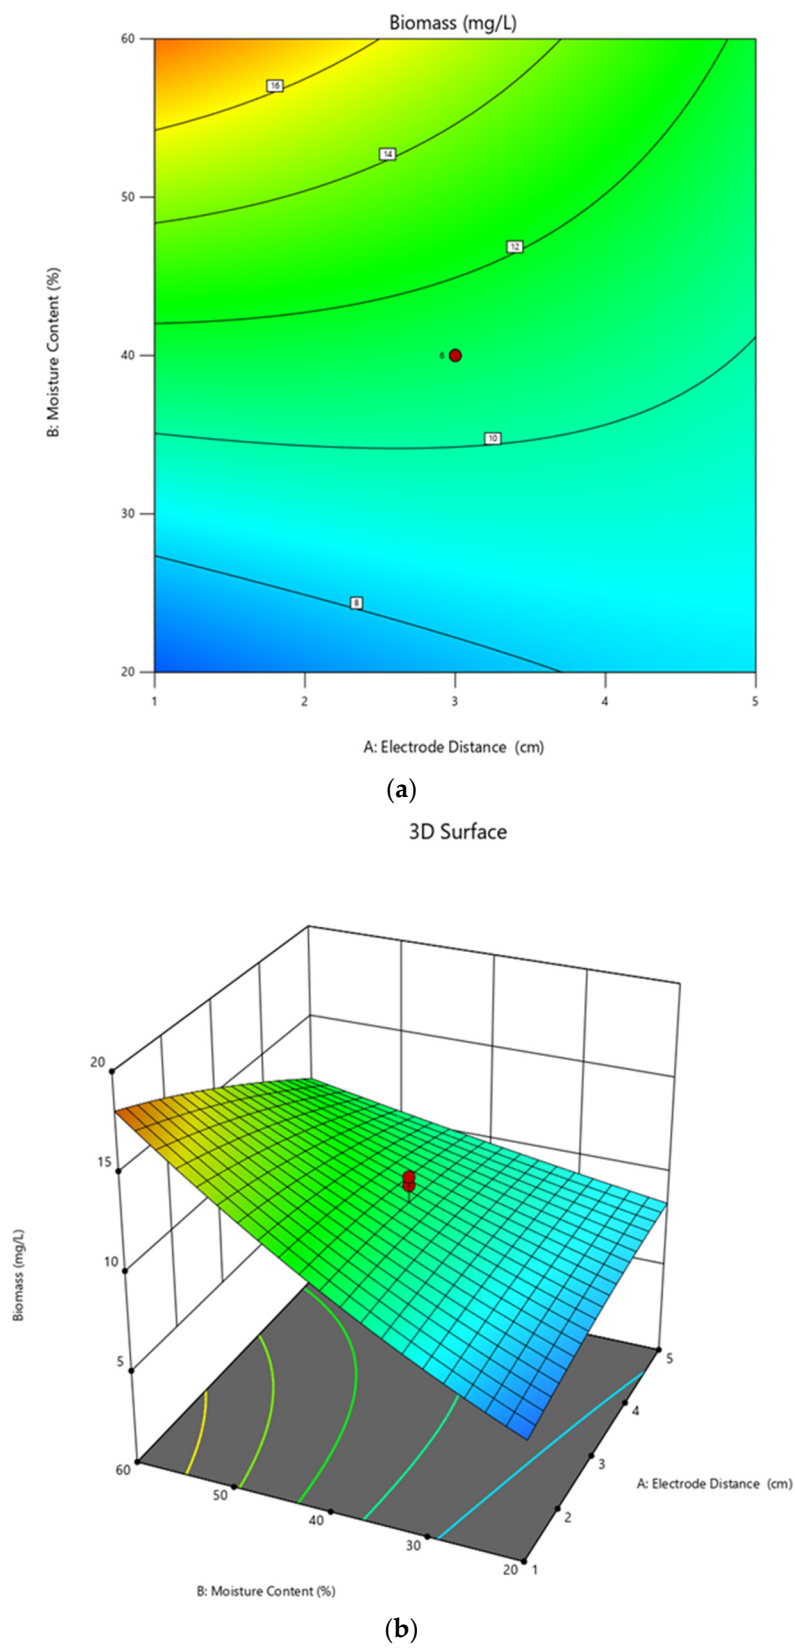 Biomass (mg/L)
60
16
14
50
12
B: Moisture Content (%)
40
6
10
30
8
20
1 2 3 4 5
A: Electrode Distance (cm)
(a)
3D Surface
20
15
10
5
Biomass (mg/L)
60
50
40
30
20
1
2
3
4
5
A: Electrode Distance (cm)
B: Moisture Content (%)
(b)